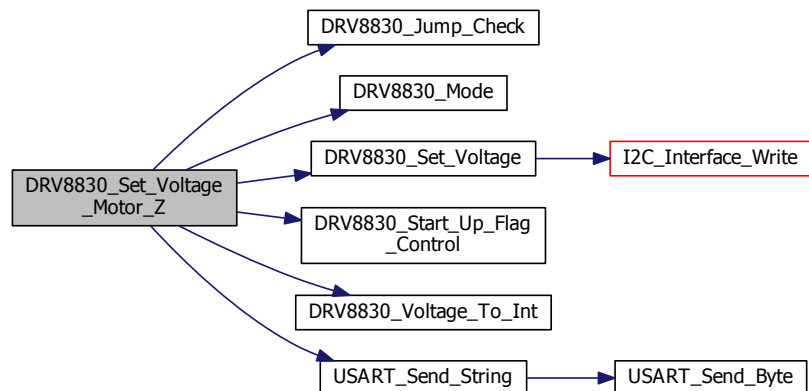 DRV8830_Jump_Check
DRV8830_Mode
DRV8830_Set_Voltage
I2C_Interface_Write
DRV8830_Set_Voltage
_Motor_Z
DRV8830_Start_Up_Flag
_Control
DRV8830_Voltage_To_Int
USART_Send_String
USART_Send_Byte